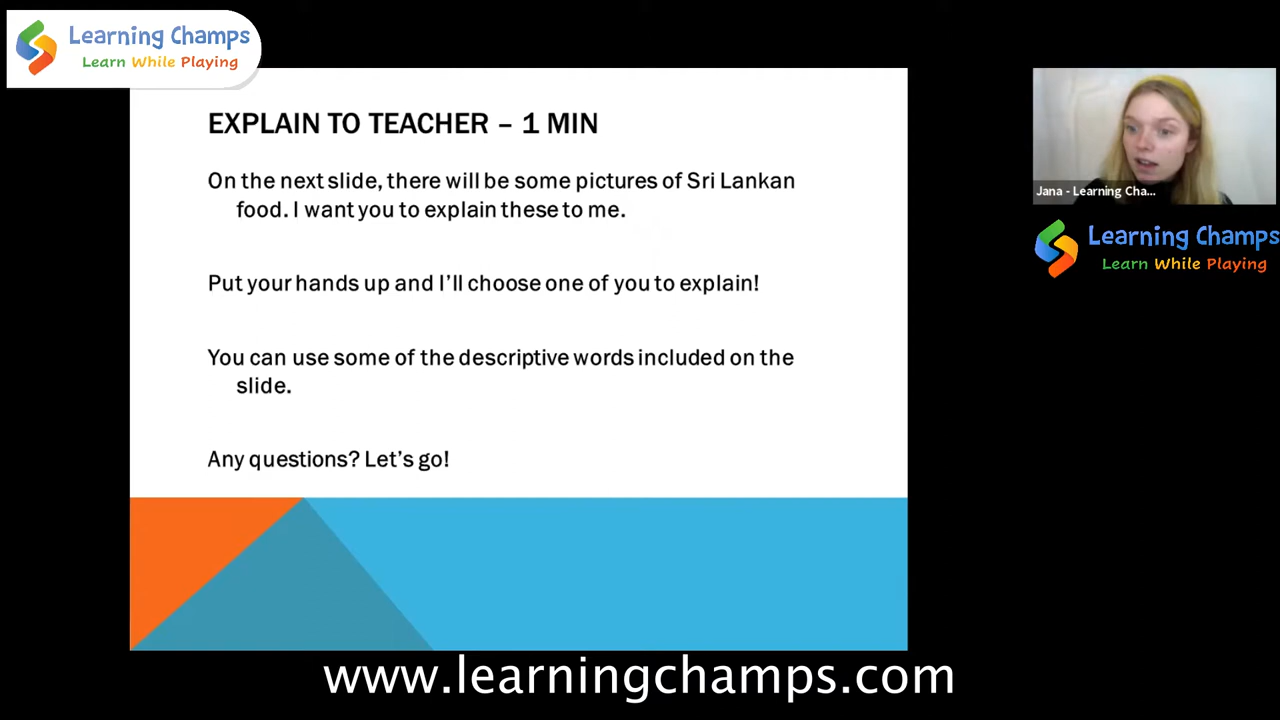 Learning Champs
Learn While Playing
EXPLAIN TO TEACHER – 1 MIN
On the next slide, there will be some pictures of Sri Lankan
food. I want you to explain these to me.
Put your hands up and I’ll choose one of you to explain!
You can use some of the descriptive words included on the
slide.
Any questions? Let’s go!
Jana - Learning Cha...
Learning Champs
Learn While Playing
www.learningchamps.com